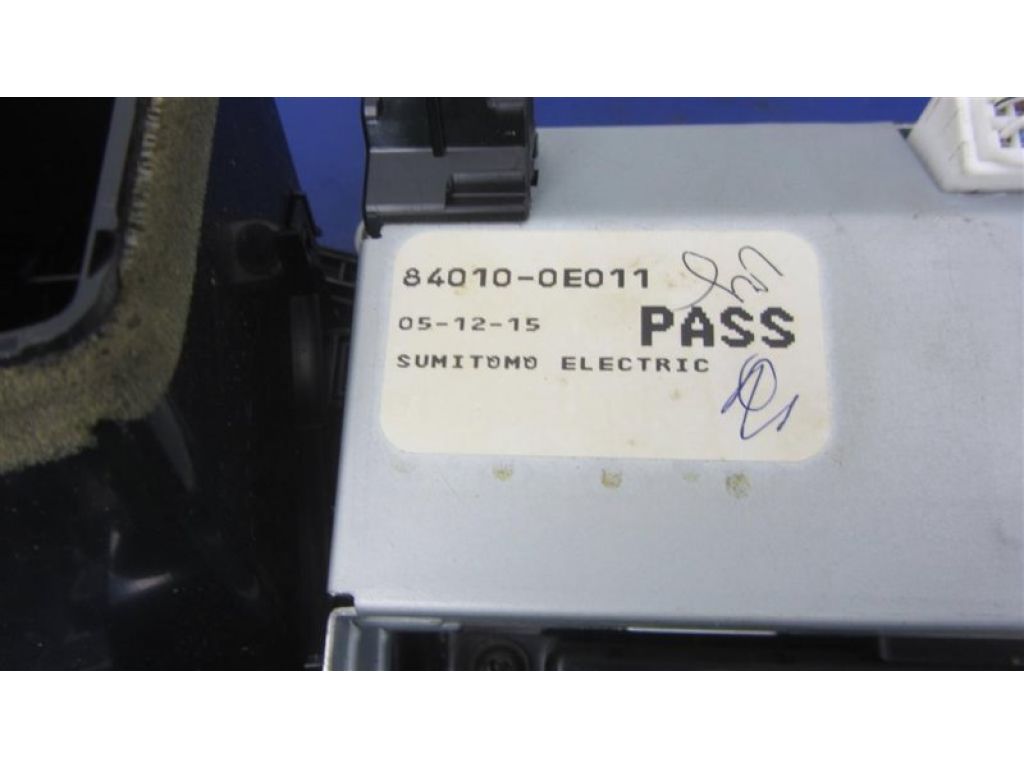 84010-0E011
05-12-15
PASS
SUMITOMO ELECTRIC